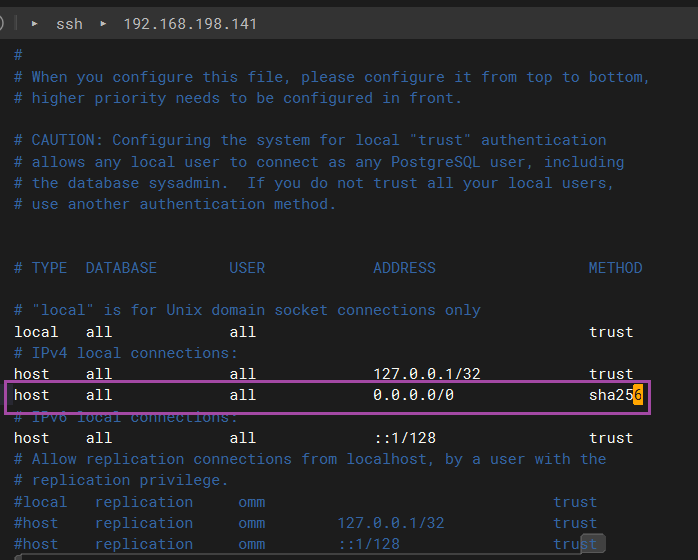 ssh ▸ 192.168.198.141
#
# When you configure this file, please configure it from top to bottom,
# higher priority needs to be configured in front.
# CAUTION: Configuring the system for local "trust" authentication
# allows any local user to connect as any PostgreSQL user, including
# the database sysadmin.  If you do not trust all your local users,
# use another authentication method.
# TYPE  DATABASE        USER            ADDRESS                 METHOD
# "local" is for Unix domain socket connections only
local   all             all                                     trust
# IPv4 local connections:
host    all             all             127.0.0.1/32            trust
host    all             all             0.0.0.0/0               sha256
# IPv6 local connections:
host    all             all             ::1/128                 trust
# Allow replication connections from localhost, by a user with the
# replication privilege.
#local   replication     omm                                trust
#host    replication     omm        127.0.0.1/32            trust
#host    replication     omm        ::1/128                 trust